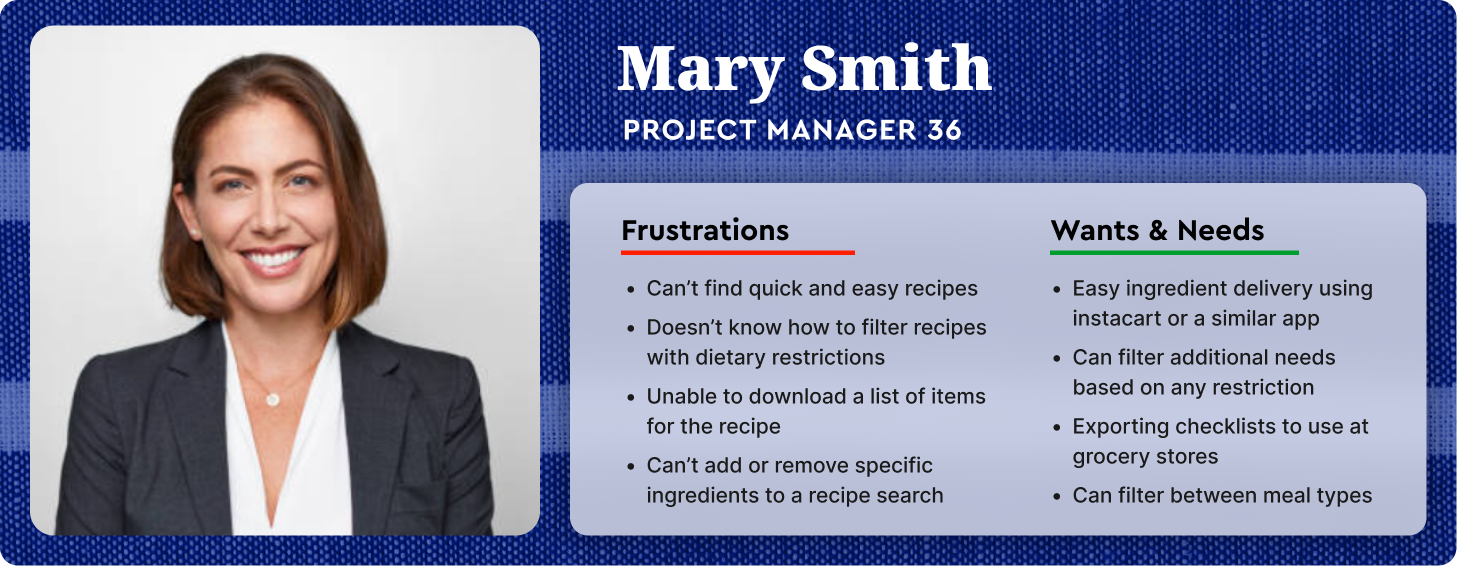 Mary Smith
PROJECT MANAGER 36
Frustrations
• Can’t find quick and easy recipes
• Doesn’t know how to filter recipes
with dietary restrictions
• Unable to download a list of items
for the recipe
• Can’t add or remove specific
ingredients to a recipe search
Wants & Needs
• Easy ingredient delivery using
instacart or a similar app
• Can filter additional needs
based on any restriction
• Exporting checklists to use at
grocery stores
• Can filter between meal types